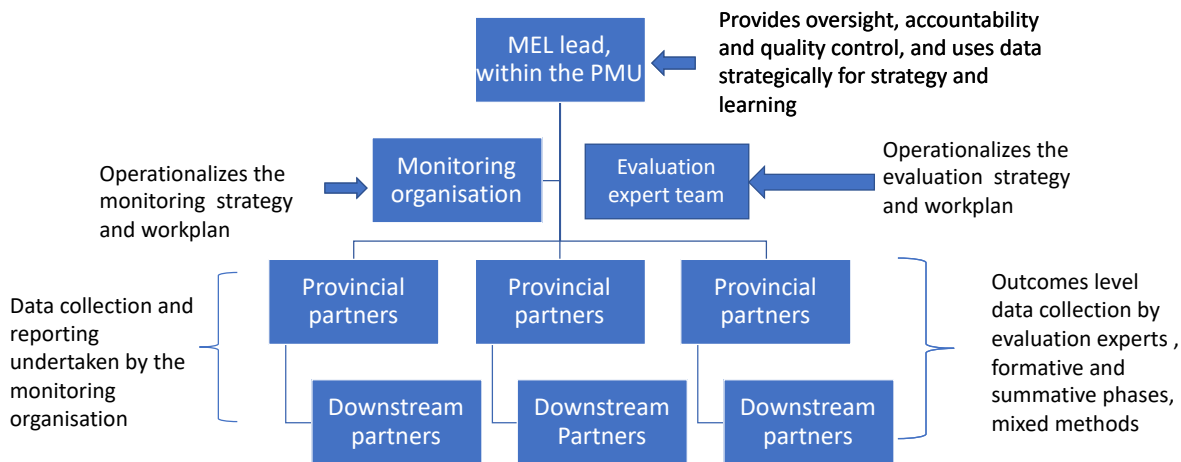 MEL lead,
within the PMU
Provides oversight, accountability
and quality control, and uses data
strategically for strategy and
learning
Operationalizes the
monitoring strategy
and workplan
Monitoring
organisation
Evaluation
expert team
Operationalizes the
evaluation strategy
and workplan
Data collection and
reporting
undertaken by the
monitoring
organisation
Provincial
partners
Provincial
partners
Provincial
partners
Downstream
partners
Downstream
Partners
Downstream
partners
Outcomes level
data collection by
evaluation experts ,
formative and
summative phases,
mixed methods